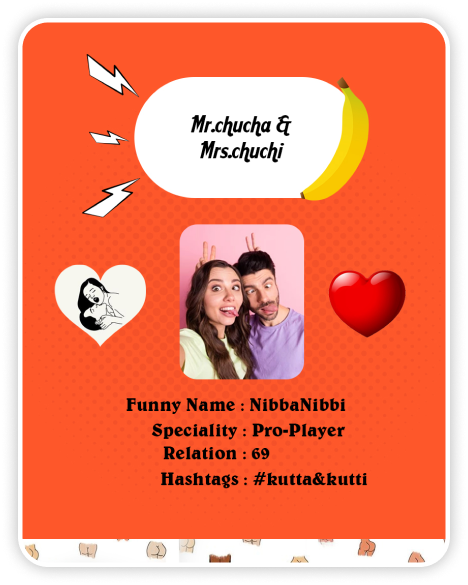 Mr.chucha &
Mrs.chuchi
Funny Name : NibbaNibbi
Speciality : Pro-Player
Relation : 69
Hashtags : #kutta&kutti